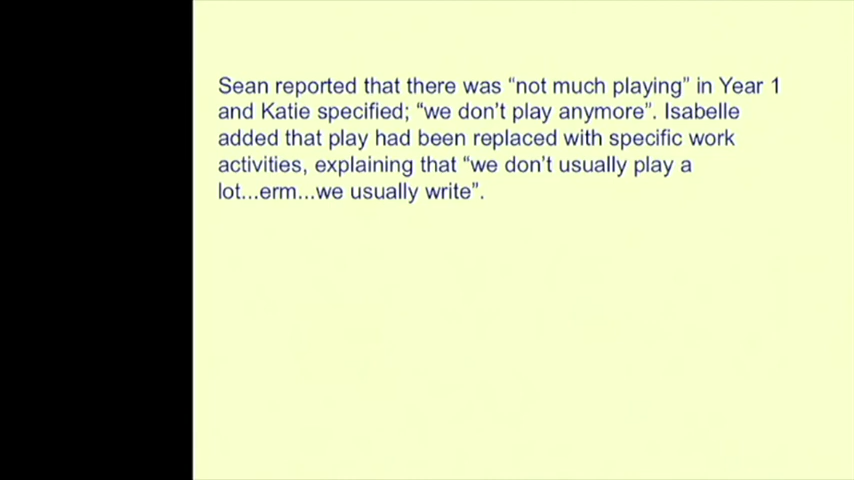 Sean reported that there was “not much playing” in Year 1
and Katie specified; “we don’t play anymore”. Isabelle
added that play had been replaced with specific work
activities, explaining that “we don’t usually play a
lot...erm...we usually write”.